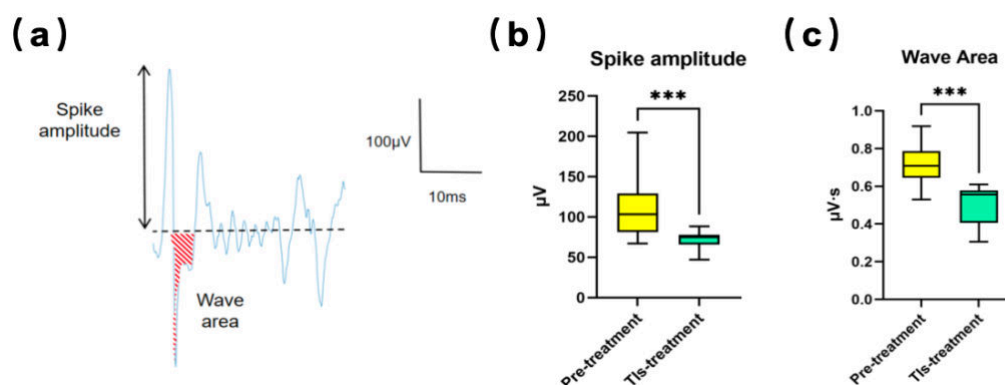 (a)
Spike
amplitude
Wave
area
100μV
10ms
(b)
Spike amplitude
***
250
200
150
100
50
0
μV
Pre-treatment
TIs-treatment
(c)
Wave Area
***
1.0
0.8
0.6
0.4
0.2
0.0
μV·s
Pre-treatment
TIs-treatment